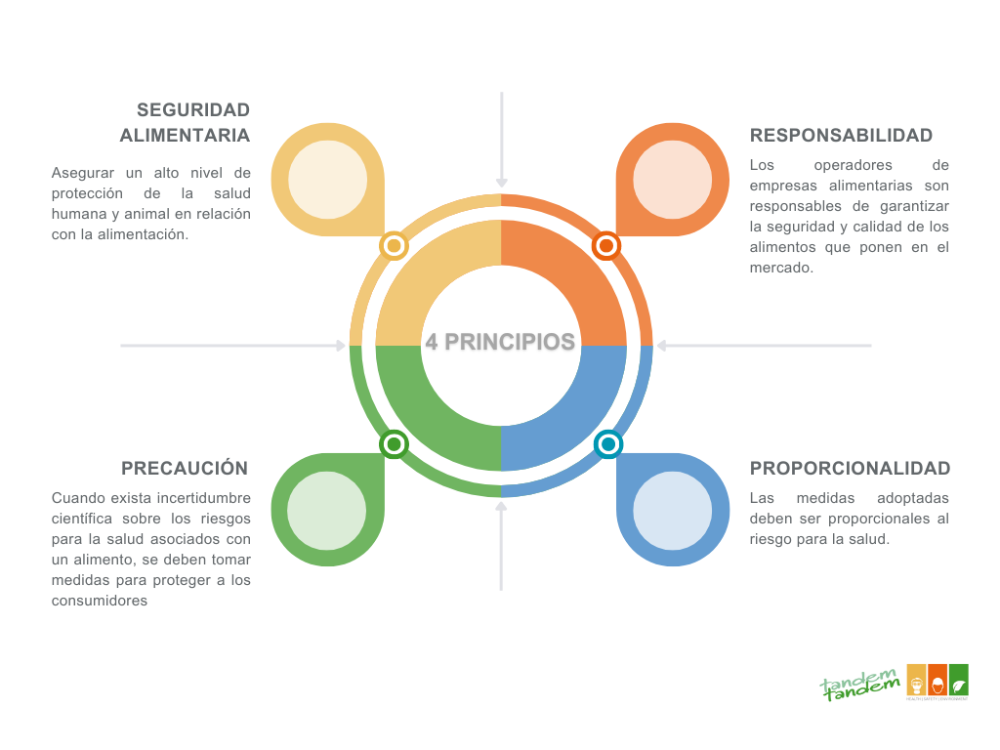 SEGURIDAD
ALIMENTARIA
Asegurar un alto nivel de
protección de la salud
humana y animal en relación
con la alimentación.
RESPONSABILIDAD
Los operadores de
empresas alimentarias son
responsables de garantizar
la seguridad y calidad de los
alimentos que ponen en el
mercado.
4 PRINCIPIOS
PRECAUCIÓN
Cuando exista incertidumbre
científica sobre los riesgos
para la salud asociados con
un alimento, se deben tomar
medidas para proteger a los
consumidores
PROPORCIONALIDAD
Las medidas adoptadas
deben ser proporcionales al
riesgo para la salud.
tandem
tandem
HEALTH | SAFETY | ENVIRONMENT